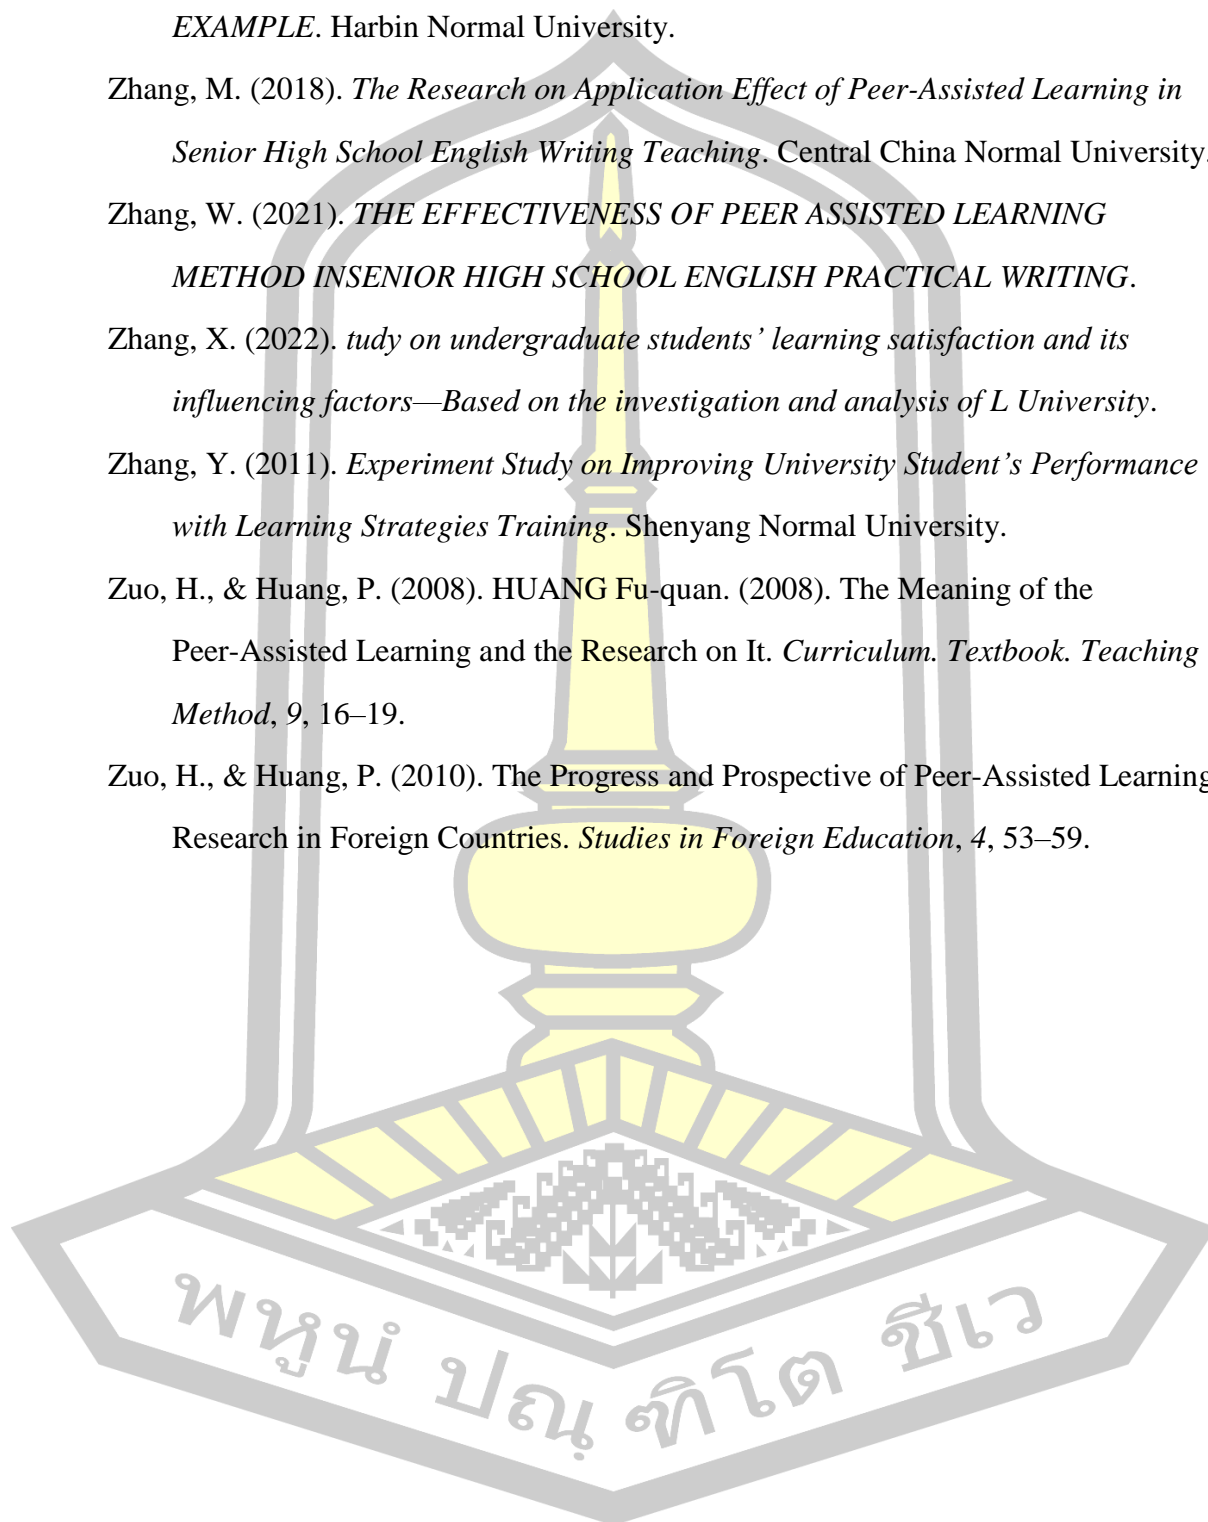 EXAMPLE. Harbin Normal University.
Zhang, M. (2018). The Research on Application Effect of Peer-Assisted Learning in
Senior High School English Writing Teaching. Central China Normal University.
Zhang, W. (2021). THE EFFECTIVENESS OF PEER ASSISTED LEARNING
METHOD INSENIOR HIGH SCHOOL ENGLISH PRACTICAL WRITING.
Zhang, X. (2022). tudy on undergraduate students’ learning satisfaction and its
influencing factors—Based on the investigation and analysis of L University.
Zhang, Y. (2011). Experiment Study on Improving University Student’s Performance
with Learning Strategies Training. Shenyang Normal University.
Zuo, H., & Huang, P. (2008). HUANG Fu-quan. (2008). The Meaning of the
Peer-Assisted Learning and the Research on It. Curriculum. Textbook. Teaching
Method, 9, 16–19.
Zuo, H., & Huang, P. (2010). The Progress and Prospective of Peer-Assisted Learning
Research in Foreign Countries. Studies in Foreign Education, 4, 53–59.
พหูนํ ปณฺฑิโต ชีเว